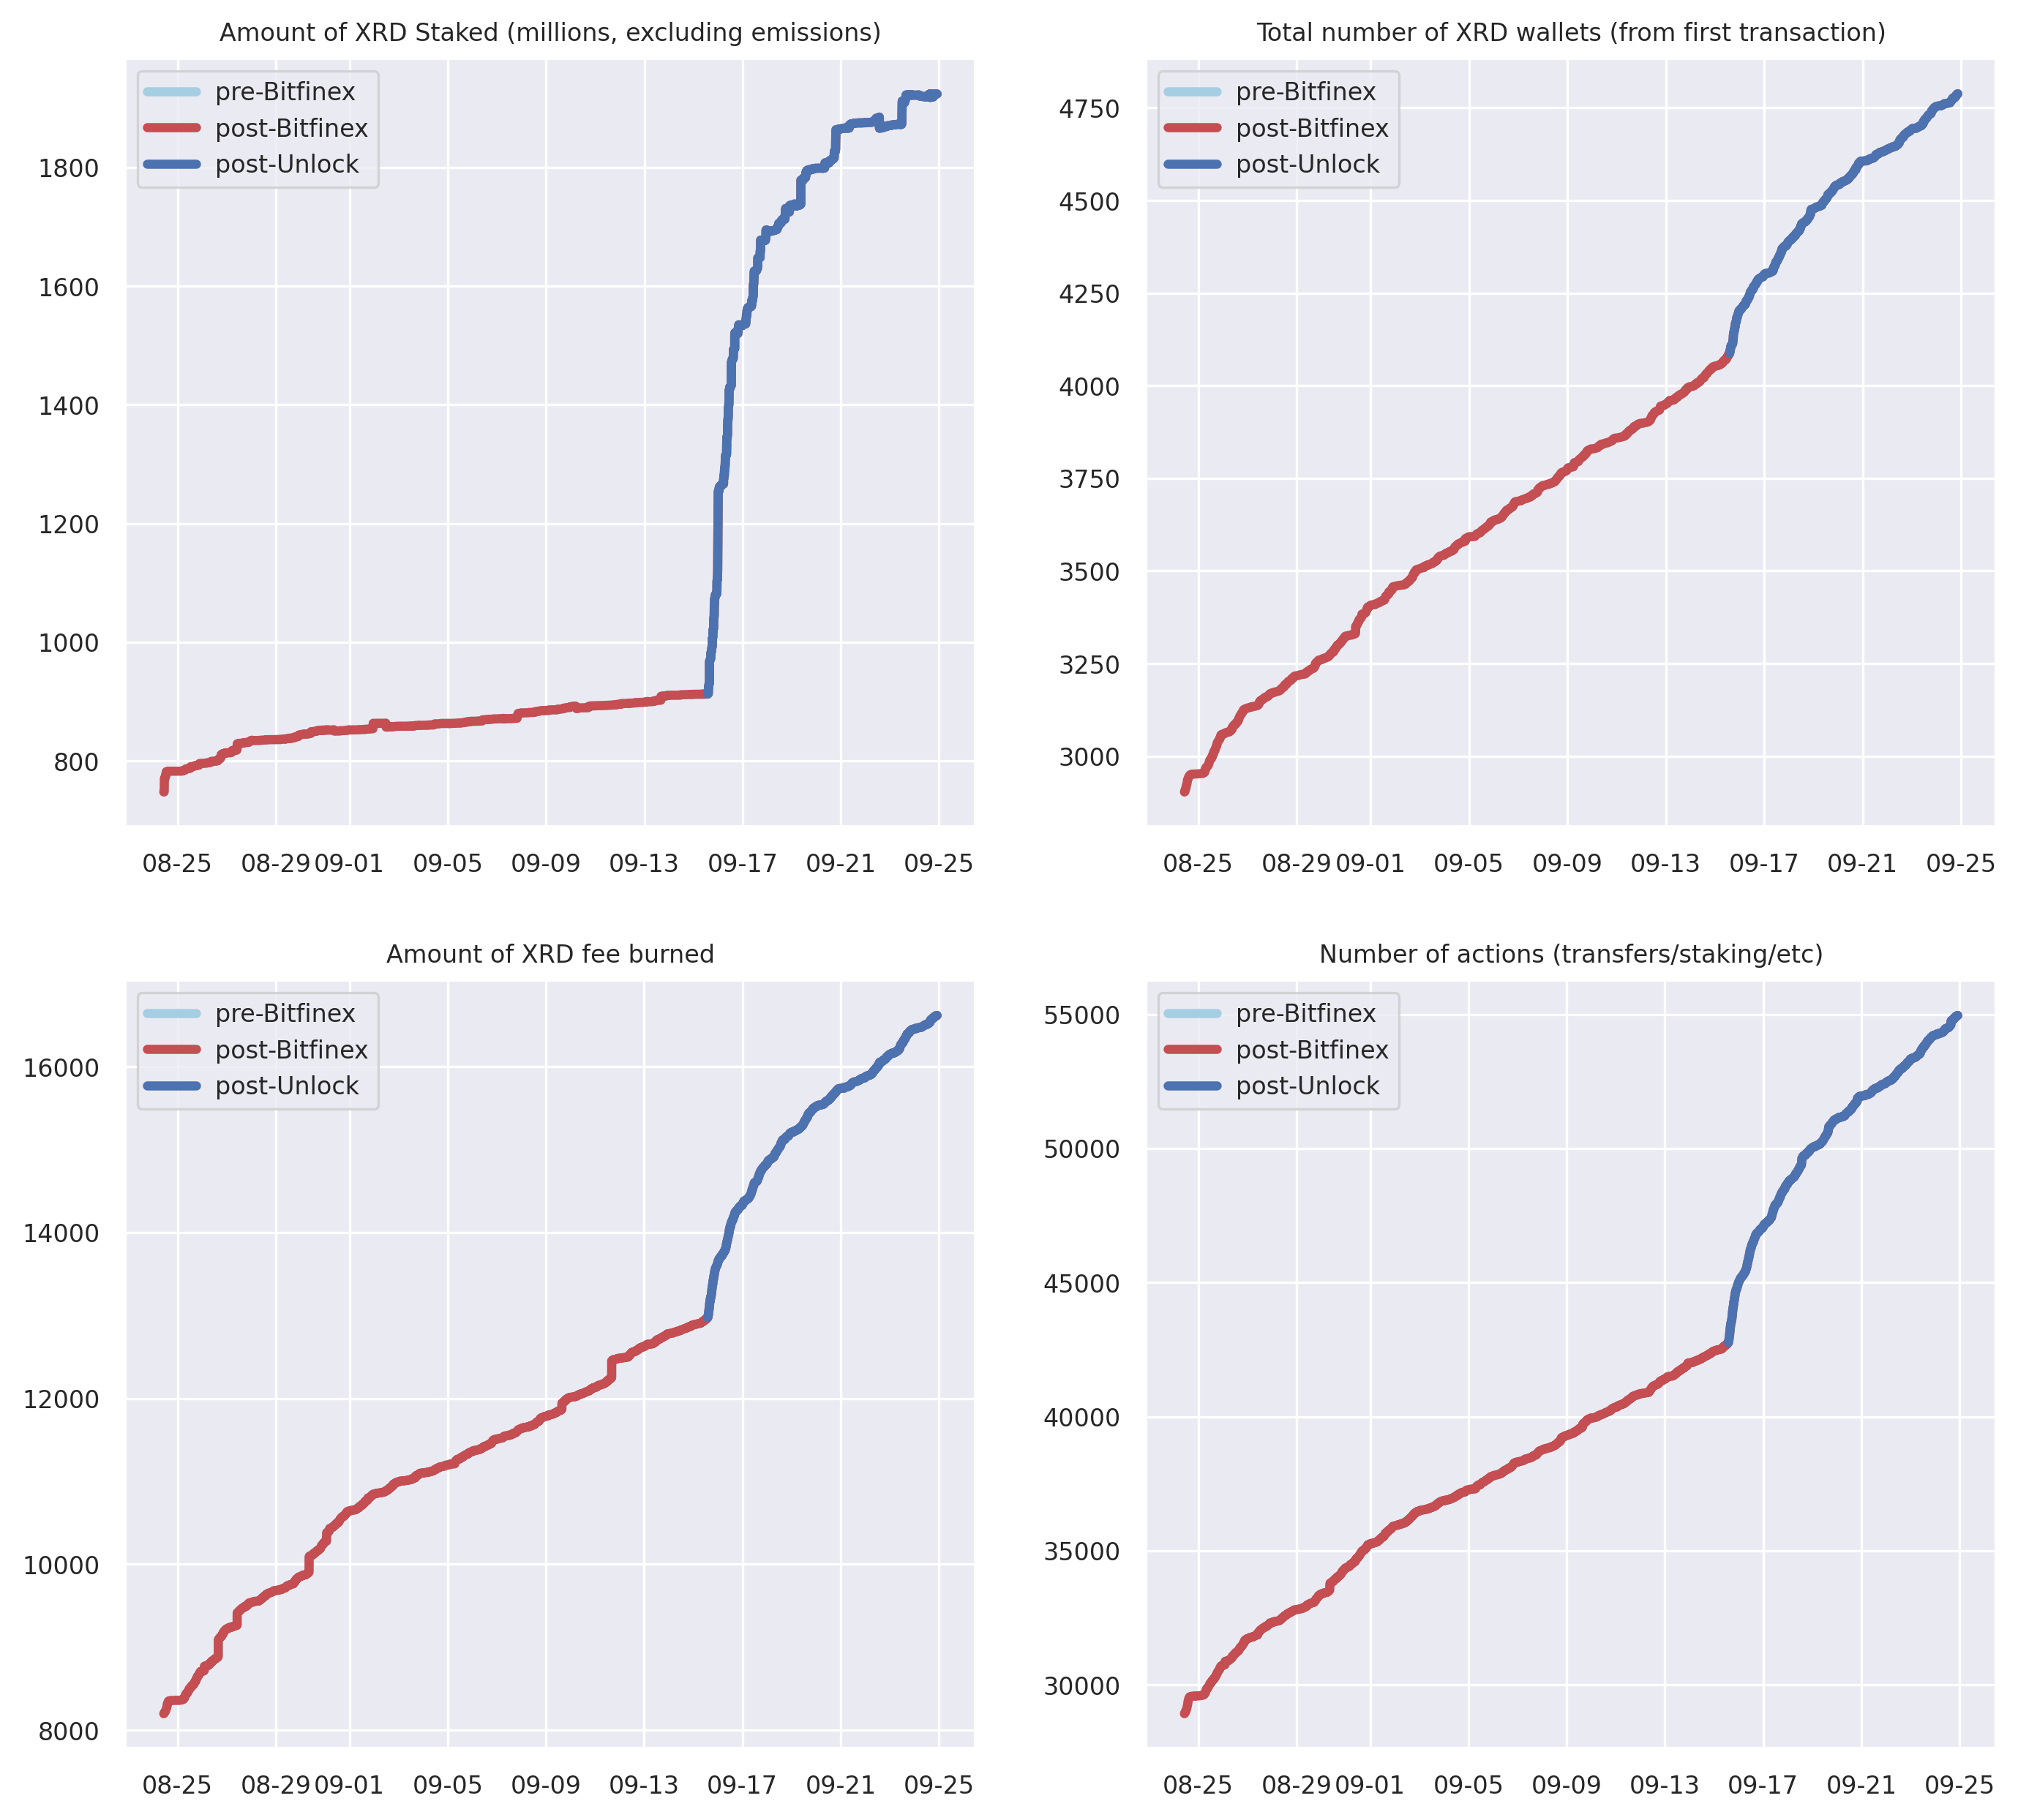 Amount of XRD Staked (millions, excluding emissions)
pre-Bitfinex
post-Bitfinex
post-Unlock
1800
1600
1400
1200
1000
800
08-25 08-29 09-01 09-05 09-09 09-13 09-17 09-21 09-25
Total number of XRD wallets (from first transaction)
pre-Bitfinex
post-Bitfinex
post-Unlock
4750
4500
4250
4000
3750
3500
3250
3000
08-25 08-29 09-01 09-05 09-09 09-13 09-17 09-21 09-25
Amount of XRD fee burned
pre-Bitfinex
post-Bitfinex
post-Unlock
16000
14000
12000
10000
8000
08-25 08-29 09-01 09-05 09-09 09-13 09-17 09-21 09-25
Number of actions (transfers/staking/etc)
pre-Bitfinex
post-Bitfinex
post-Unlock
55000
50000
45000
40000
35000
30000
08-25 08-29 09-01 09-05 09-09 09-13 09-17 09-21 09-25